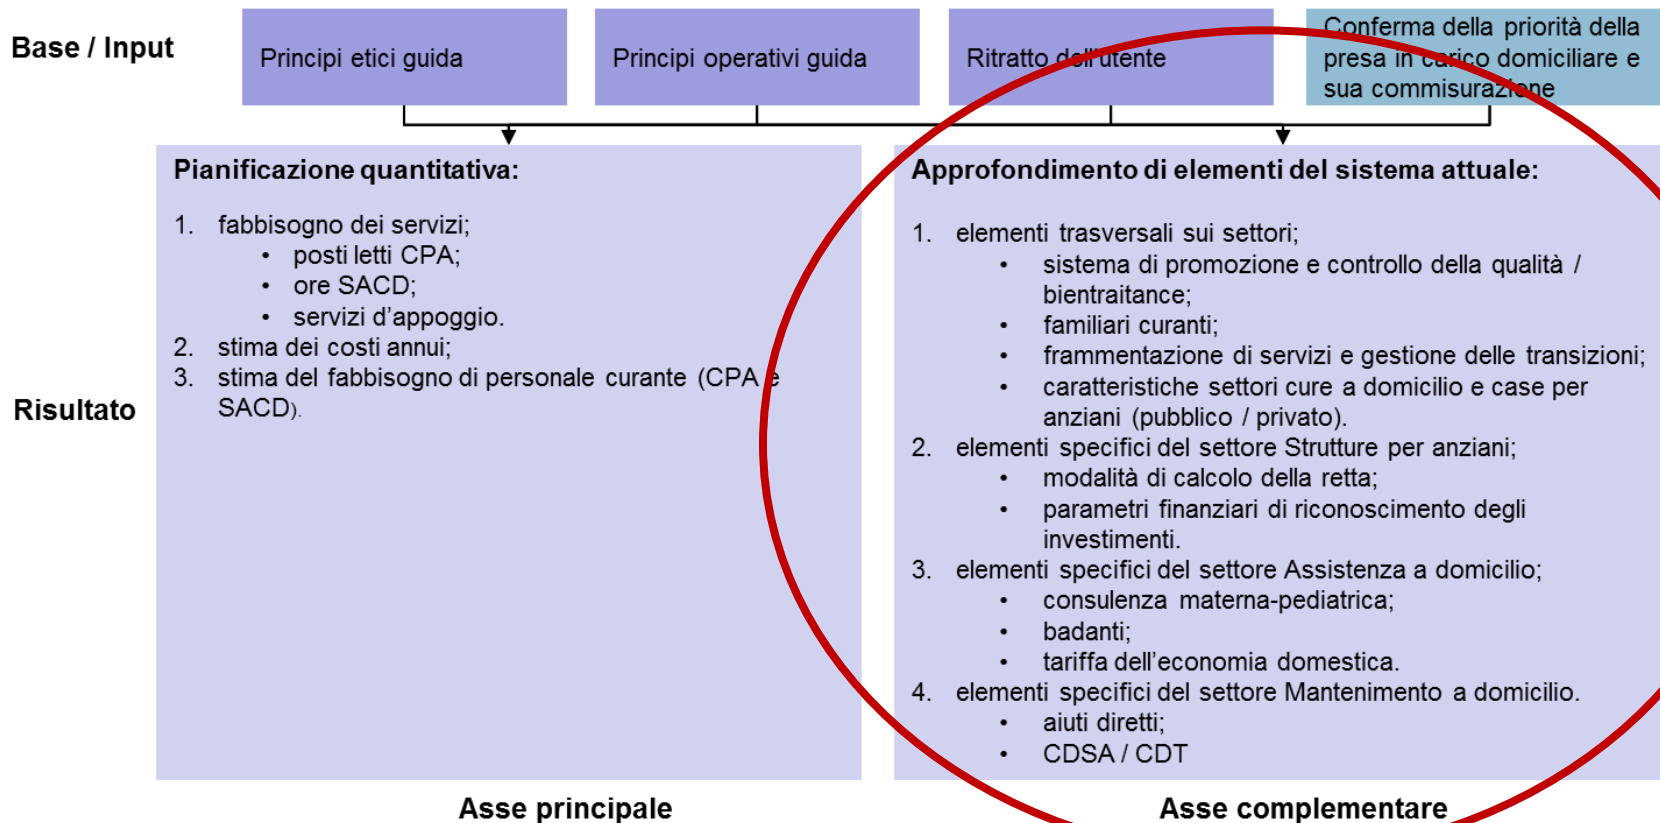 Base / Input
Principi etici guida
Principi operativi guida
Ritratto dell'utente
Conferma della priorità della
presa in carico domiciliare e
sua commisurazione
Risultato
Pianificazione quantitativa:
1. fabbisogno dei servizi;
• posti letti CPA;
• ore SACD;
• servizi d'appoggio.
2. stima dei costi annui;
3. stima del fabbisogno di personale curante (CPA e
SACD).
Asse principale
Approfondimento di elementi del sistema attuale:
1. elementi trasversali sui settori;
• sistema di promozione e controllo della qualità /
bientraitance;
• familiari curanti;
• frammentazione di servizi e gestione delle transizioni;
• caratteristiche settori cure a domicilio e case per
anziani (pubblico / privato).
2. elementi specifici del settore Strutture per anziani;
• modalità di calcolo della retta;
• parametri finanziari di riconoscimento degli
investimenti.
3. elementi specifici del settore Assistenza a domicilio;
• consulenza materna-pediatrica;
• badanti;
• tariffa dell'economia domestica.
4. elementi specifici del settore Mantenimento a domicilio.
• aiuti diretti;
• CDSA / CDT
Asse complementare